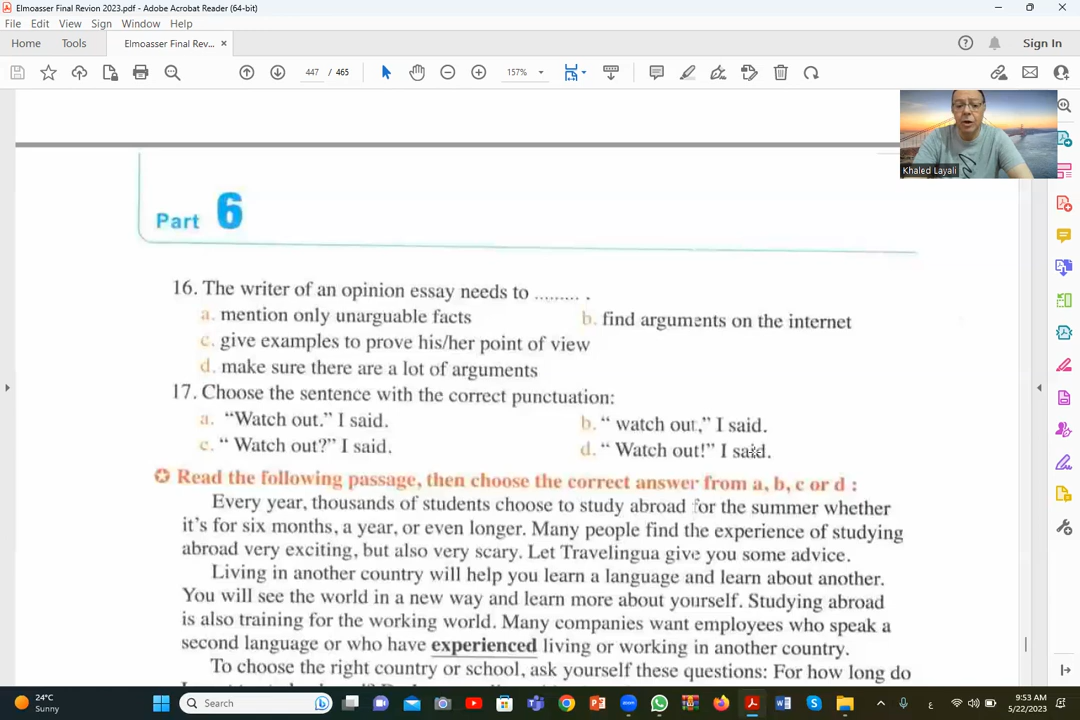 Elmoasser Final Revion 2023.pdf - Adobe Acrobat Reader (64-bit)
File Edit View Sign Window Help
Home Tools Elmoasser Final Rev... × Sign In
447 / 465 157%
Khaled Layali
Part 6
16. The writer of an opinion essay needs to ......... .
a. mention only unarguable facts b. find arguments on the internet
c. give examples to prove his/her point of view
d. make sure there are a lot of arguments
17. Choose the sentence with the correct punctuation:
a. “Watch out.” I said. b. “ watch out,” I said.
c. “ Watch out?” I said. d. “ Watch out!” I said.
Read the following passage, then choose the correct answer from a, b, c or d :
Every year, thousands of students choose to study abroad for the summer whether
it’s for six months, a year, or even longer. Many people find the experience of studying
abroad very exciting, but also very scary. Let Travelingua give you some advice.
Living in another country will help you learn a language and learn about another.
You will see the world in a new way and learn more about yourself. Studying abroad
is also training for the working world. Many companies want employees who speak a
second language or who have experienced living or working in another country.
To choose the right country or school, ask yourself these questions: For how long do
24°C
Sunny
Search
ع
9:53 AM
5/22/2023